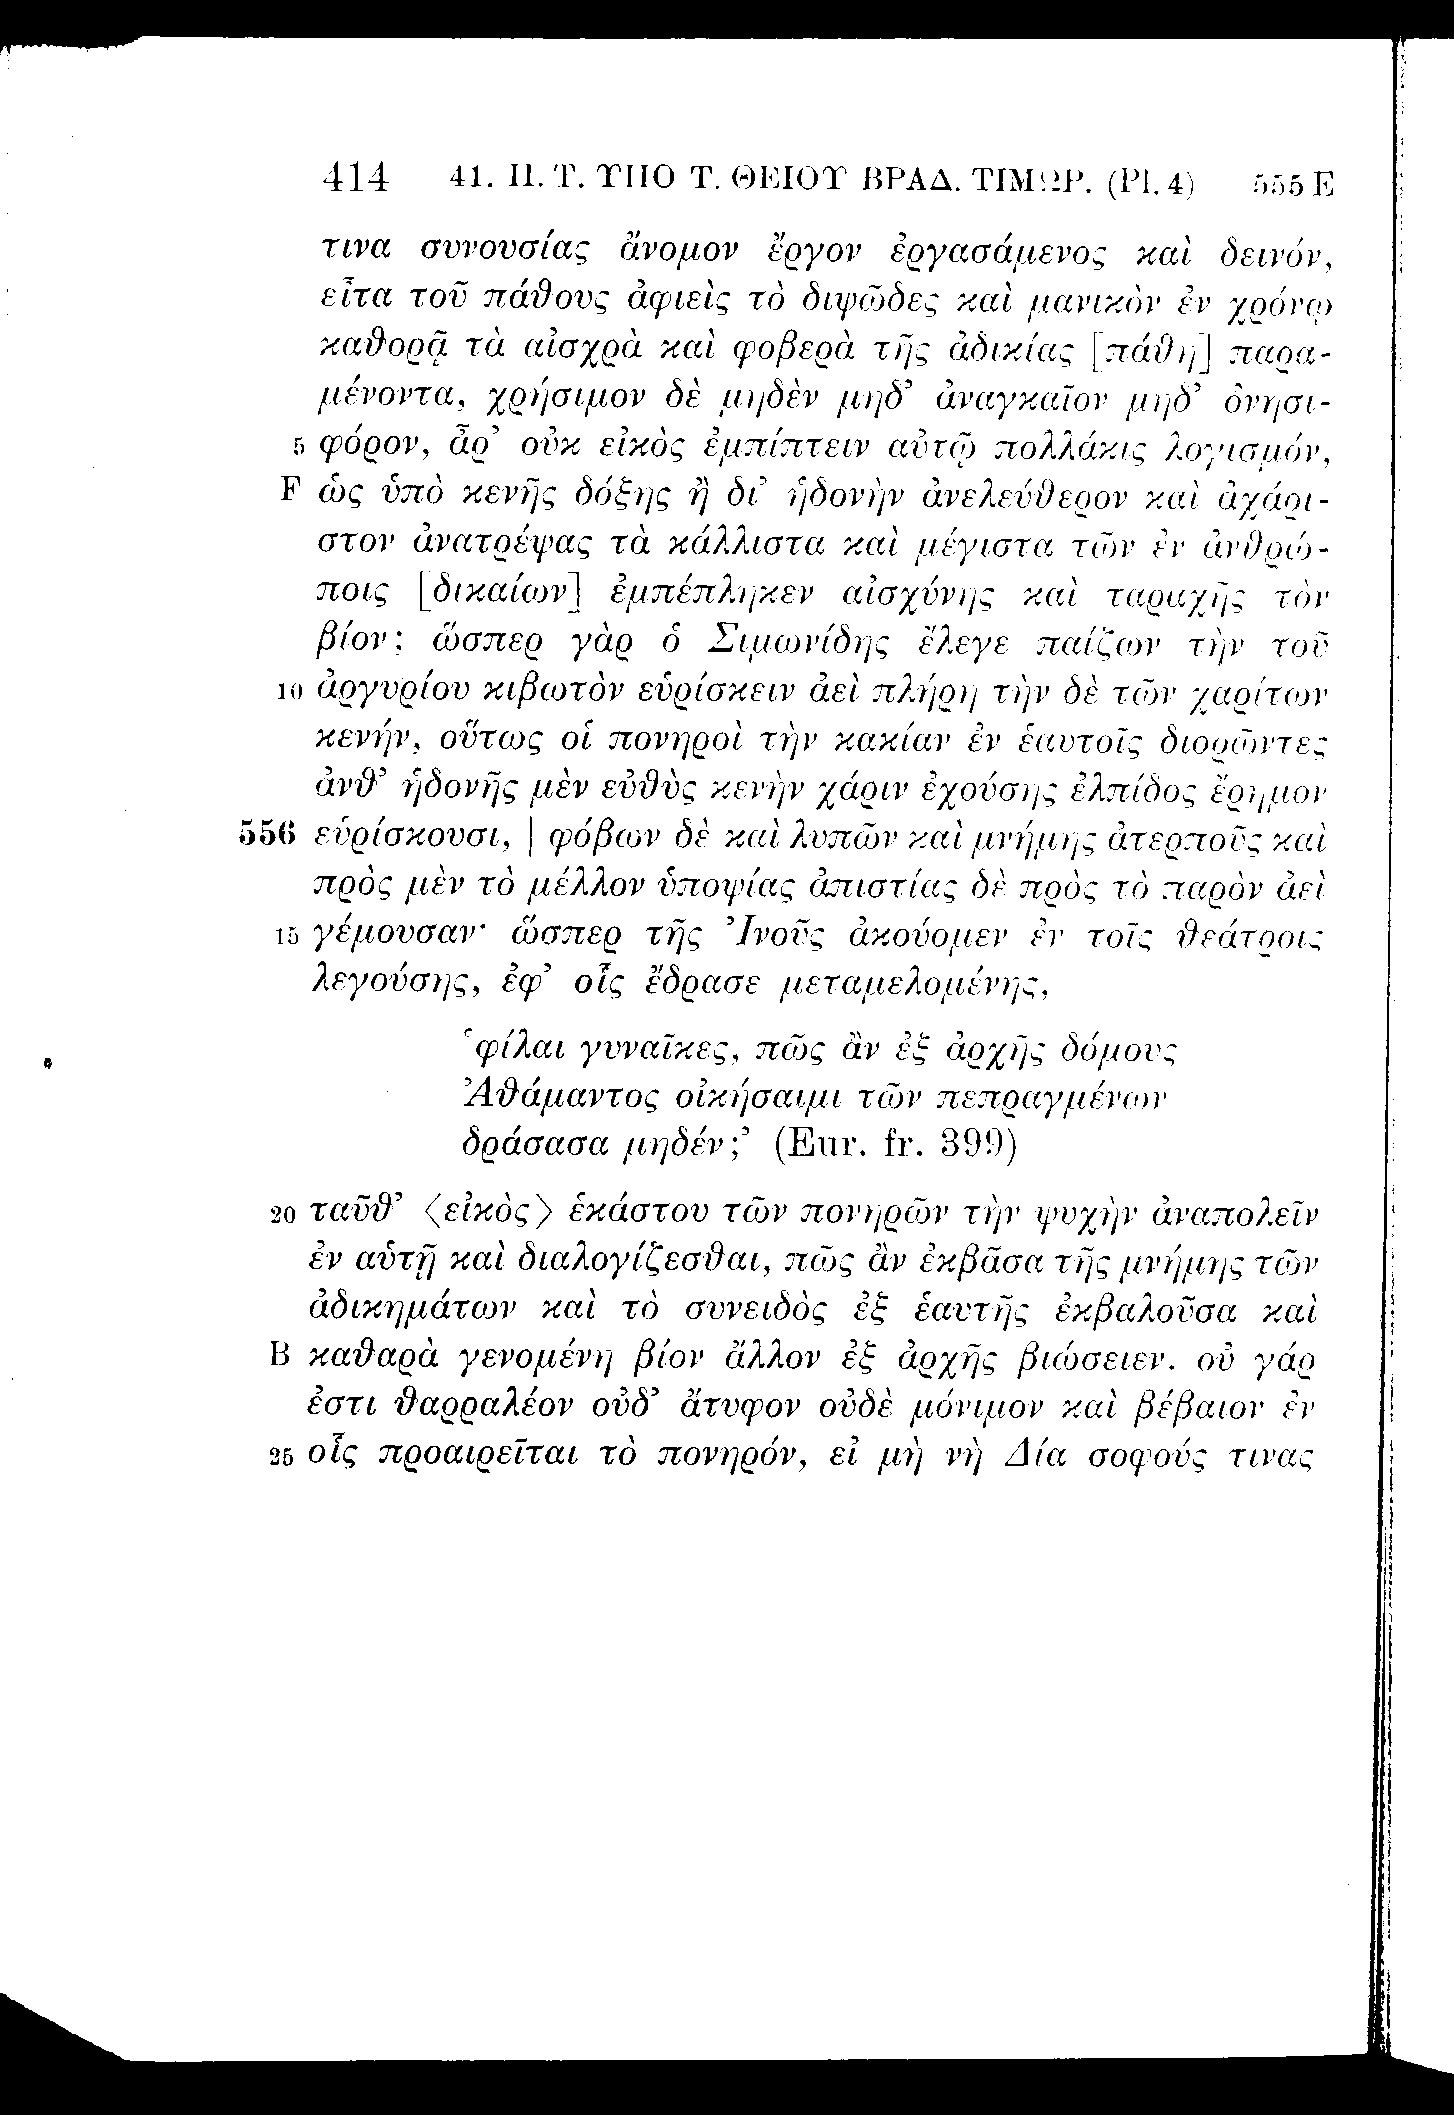 414 41. Π. Τ. ΥΠΟ Τ. ΘΕΙΟΥ ΒΡΑΔ. ΤΙΜΩΡ. (Pl. 4) 555 E
τινα συνουσίας ἄνομον ἔργον ἐργασάμενος καὶ δεινόν,
εἶτα τοῦ πάθους ἀφιεὶς τὸ διψῶδες καὶ μανικὸν ἐν χρόνῳ
καθορᾷ τὰ αἰσχρὰ καὶ φοβερὰ τῆς ἀδικίας [πάθη] παρα-
μένοντα, χρήσιμον δὲ μηδὲν μηδ’ ἀναγκαῖον μηδ’ ὀνησι-
5 φόρον, ἆρ’ οὐκ εἰκὸς ἐμπίπτειν αὐτῷ πολλάκις λογισμόν,
F ὡς ὑπὸ κενῆς δόξης ἢ δι’ ἡδονὴν ἀνελεύθερον καὶ ἀχάρι-
στον ἀνατρέψας τὰ κάλλιστα καὶ μέγιστα τῶν ἐν ἀνθρώ-
ποις [δικαίων] ἐμπέπληκεν αἰσχύνης καὶ ταραχῆς τὸν
βίον; ὥσπερ γὰρ ὁ Σιμωνίδης ἔλεγε παίζων τὴν τοῦ
10 ἀργυρίου κιβωτὸν εὑρίσκειν ἀεὶ πλήρη τὴν δὲ τῶν χαρίτων
κενήν, οὕτως οἱ πονηροὶ τὴν κακίαν ἐν ἑαυτοῖς διορῶντες
ἀνθ’ ἡδονῆς μὲν εὐθὺς κενὴν χάριν ἐχούσης ἐλπίδος ἔρημον
556 εὑρίσκουσι, | φόβων δὲ καὶ λυπῶν καὶ μνήμης ἀτερποῦς καὶ
πρὸς μὲν τὸ μέλλον ὑποψίας ἀπιστίας δὲ πρὸς τὸ παρὸν ἀεὶ
15 γέμουσαν· ὥσπερ τῆς Ἰνοῦς ἀκούομεν ἐν τοῖς θεάτροις
λεγούσης, ἐφ’ οἷς ἔδρασε μεταμελομένης,
‘φίλαι γυναῖκες, πῶς ἂν ἐξ ἀρχῆς δόμους
Ἀθάμαντος οἰκήσαιμι τῶν πεπραγμένων
δράσασα μηδέν;’ (Eur. fr. 399)
20 ταῦθ’ ⟨εἰκὸς⟩ ἑκάστου τῶν πονηρῶν τὴν ψυχὴν ἀναπολεῖν
ἐν αὑτῇ καὶ διαλογίζεσθαι, πῶς ἂν ἐκβᾶσα τῆς μνήμης τῶν
ἀδικημάτων καὶ τὸ συνειδὸς ἐξ ἑαυτῆς ἐκβαλοῦσα καὶ
B καθαρὰ γενομένη βίον ἄλλον ἐξ ἀρχῆς βιώσειεν. οὐ γάρ
ἐστι θαρραλέον οὐδ’ ἄτυφον οὐδὲ μόνιμον καὶ βέβαιον ἐν
25 οἷς προαιρεῖται τὸ πονηρόν, εἰ μὴ νὴ Δία σοφούς τινας